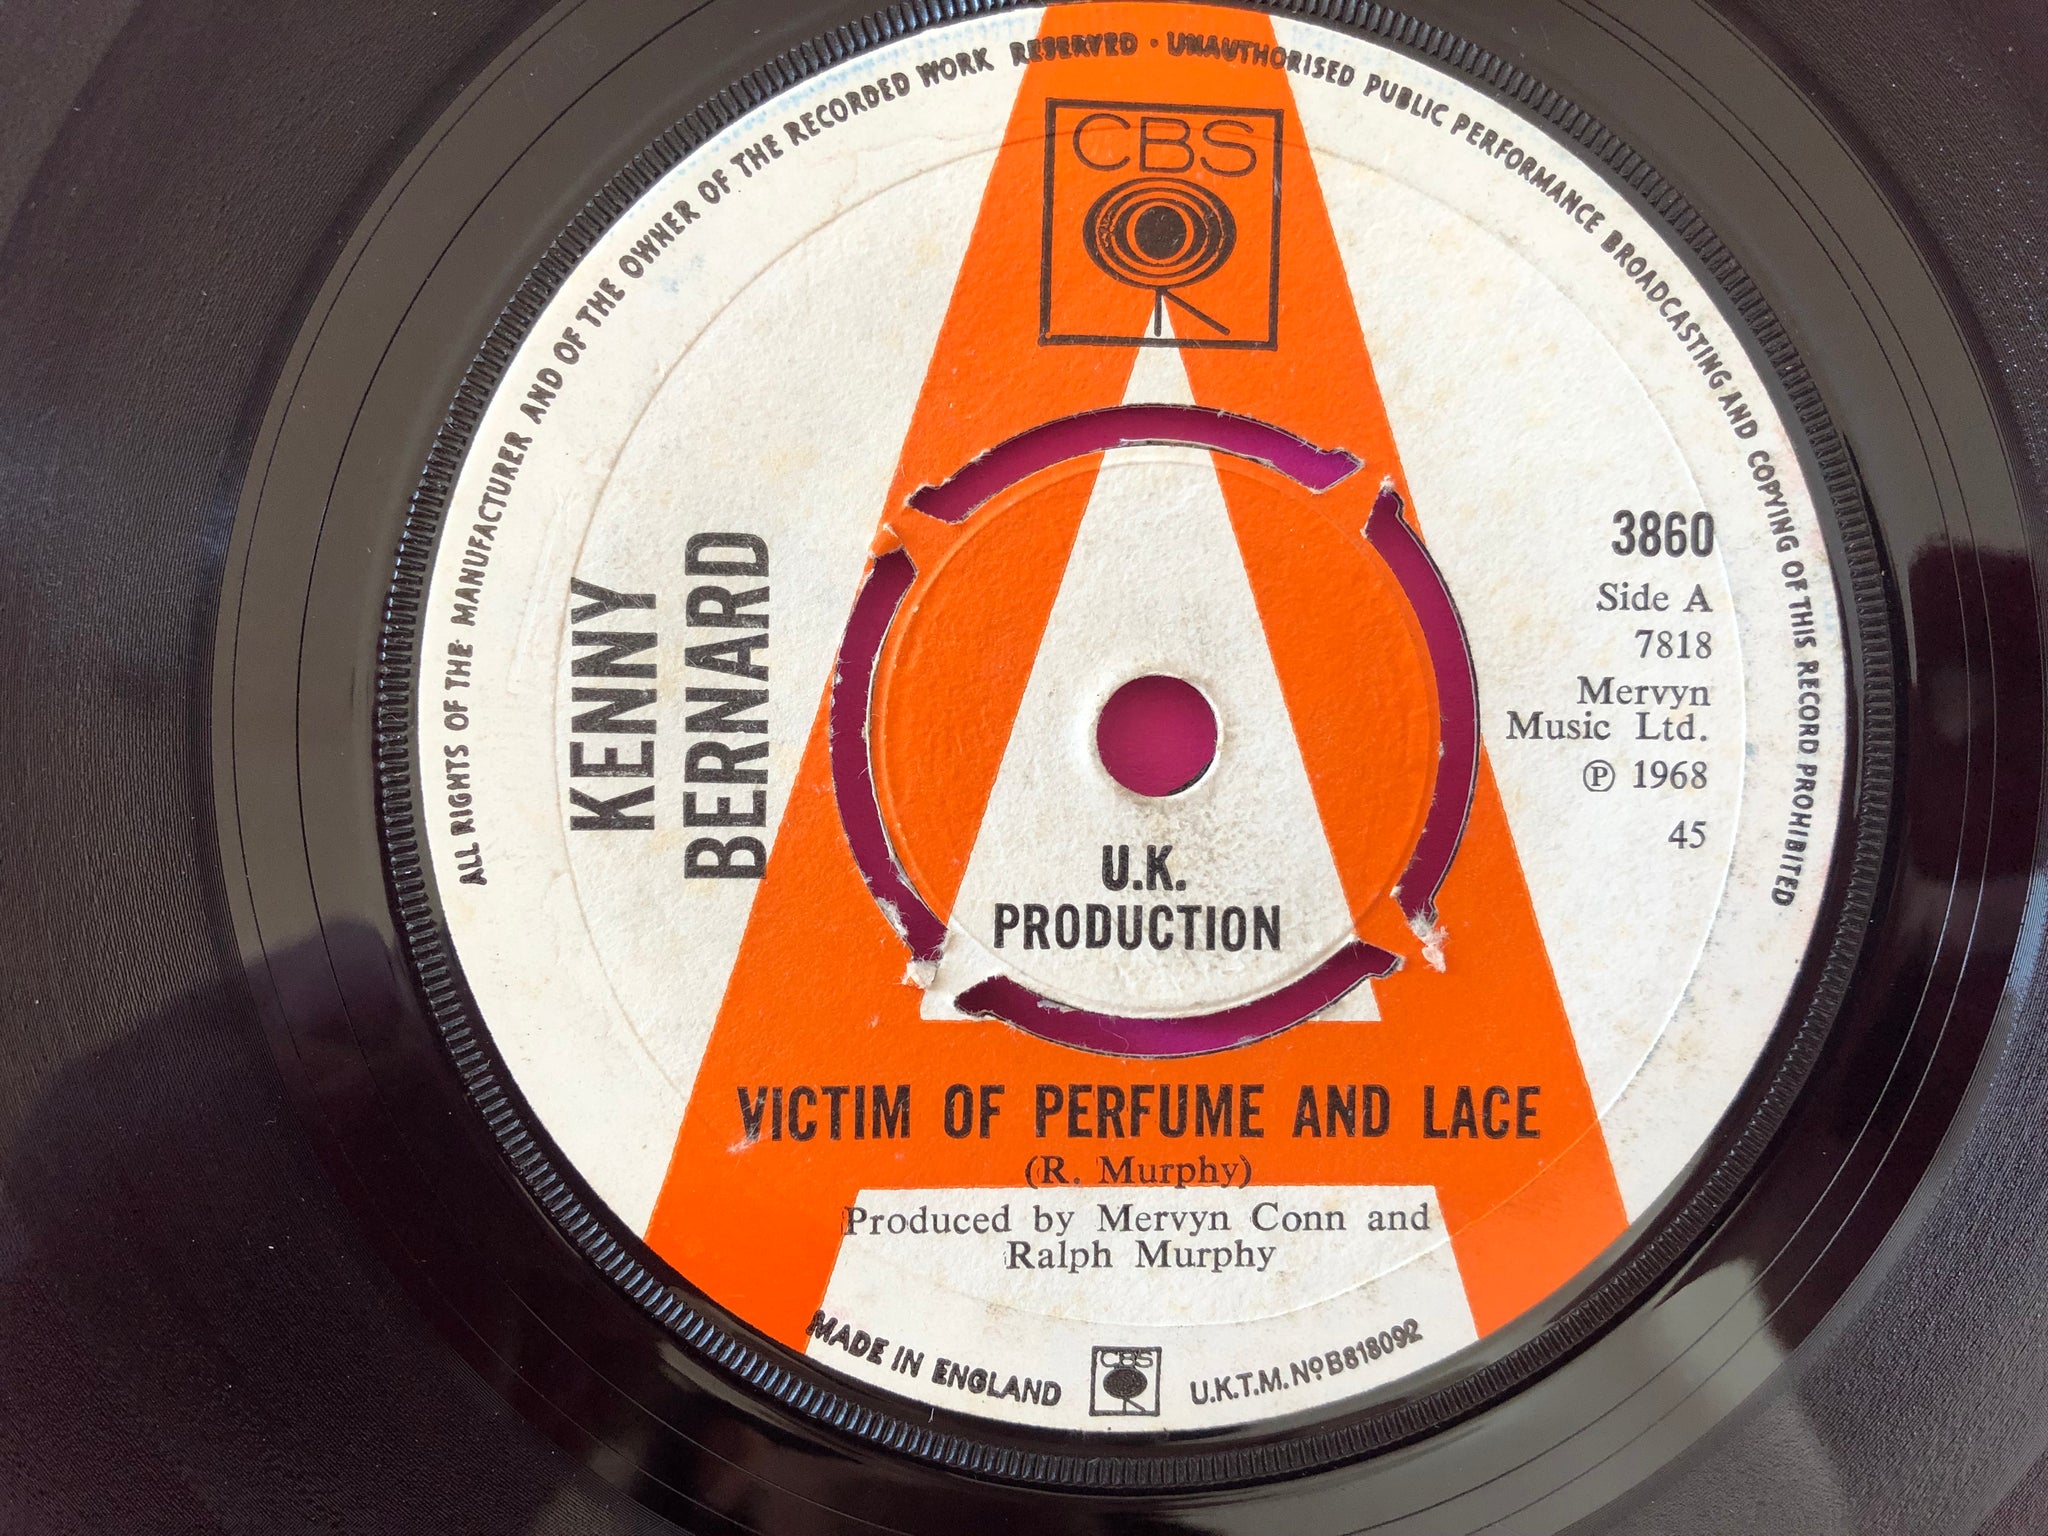 ALL RIGHTS OF THE MANUFACTURER AND OF THE OWNER OF THE RECORDED WORK RESERVED · UNAUTHORISED PUBLIC PERFORMANCE BROADCASTING AND COPYING OF THIS RECORD PROHIBITED
CBS
KENNY
BERNARD
3860
Side A
7818
Mervyn
Music Ltd.
℗ 1968
45
U.K.
PRODUCTION
VICTIM OF PERFUME AND LACE
(R. Murphy)
Produced by Mervyn Conn and
Ralph Murphy
MADE IN ENGLAND
CBS
U.K.T.M. Nº B818092